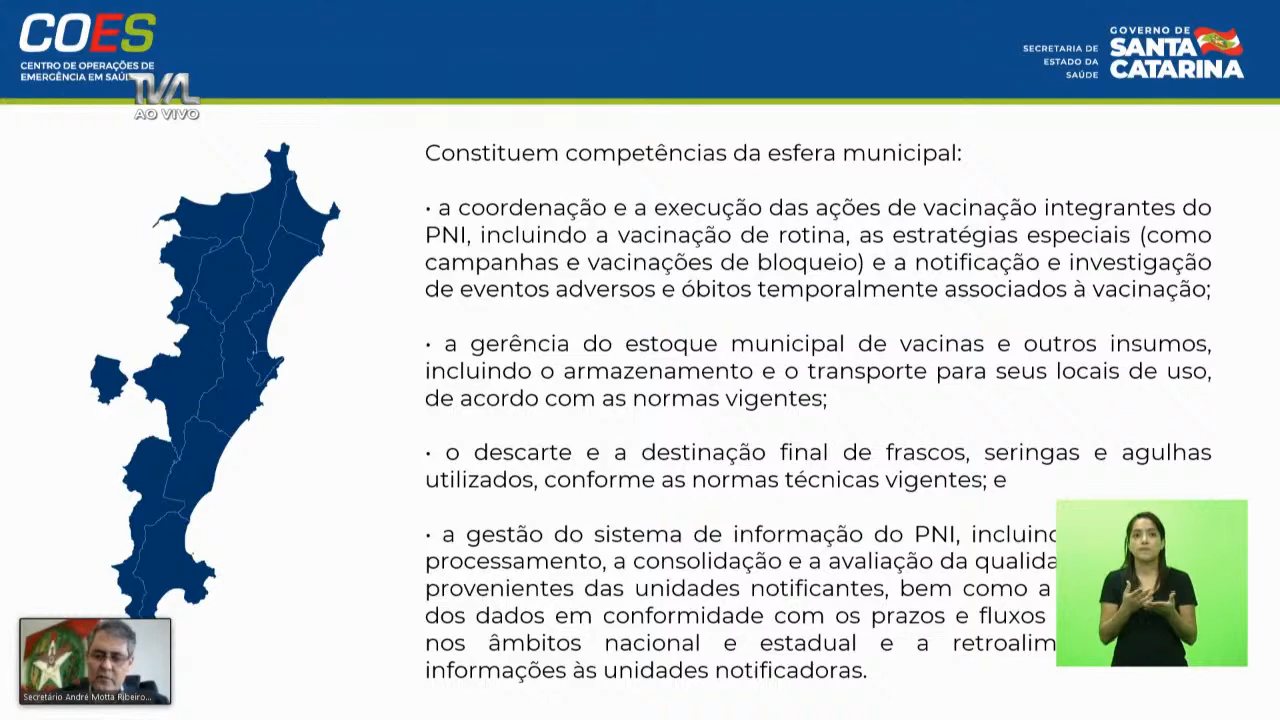 COES
CENTRO DE OPERAÇÕES DE
EMERGÊNCIA EM SAÚ
TVAL
AO VIVO
SECRETARIA DE
ESTADO DA
SAÚDE
GOVERNO DE
SANTA
CATARINA
Constituem competências da esfera municipal:
• a coordenação e a execução das ações de vacinação integrantes do
PNI, incluindo a vacinação de rotina, as estratégias especiais (como
campanhas e vacinações de bloqueio) e a notificação e investigação
de eventos adversos e óbitos temporalmente associados à vacinação;
• a gerência do estoque municipal de vacinas e outros insumos,
incluindo o armazenamento e o transporte para seus locais de uso,
de acordo com as normas vigentes;
• o descarte e a destinação final de frascos, seringas e agulhas
utilizados, conforme as normas técnicas vigentes; e
• a gestão do sistema de informação do PNI, incluind
processamento, a consolidação e a avaliação da qualida
provenientes das unidades notificantes, bem como a
dos dados em conformidade com os prazos e fluxos
nos âmbitos nacional e estadual e a retroalim
informações às unidades notificadoras.
Secretário André Motta Ribeiro...